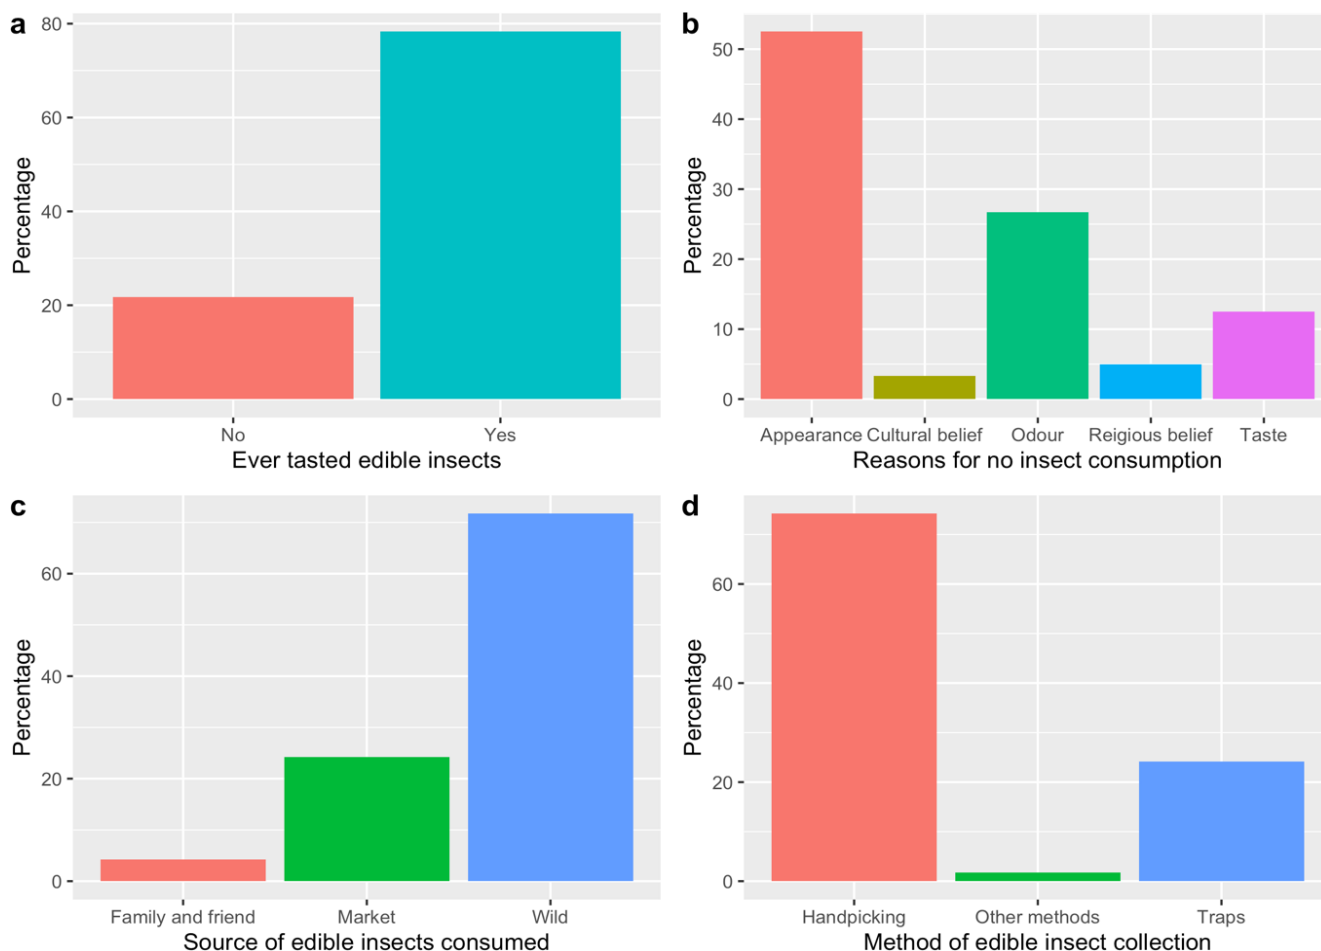 a
80
60
40
20
0
Percentage
No Yes
Ever tasted edible insects
b
50
40
30
20
10
0
Percentage
Appearance Cultural belief Odour Reigious belief Taste
Reasons for no insect consumption
c
60
40
20
0
Percentage
Family and friend Market Wild
Source of edible insects consumed
d
60
40
20
0
Percentage
Handpicking Other methods Traps
Method of edible insect collection